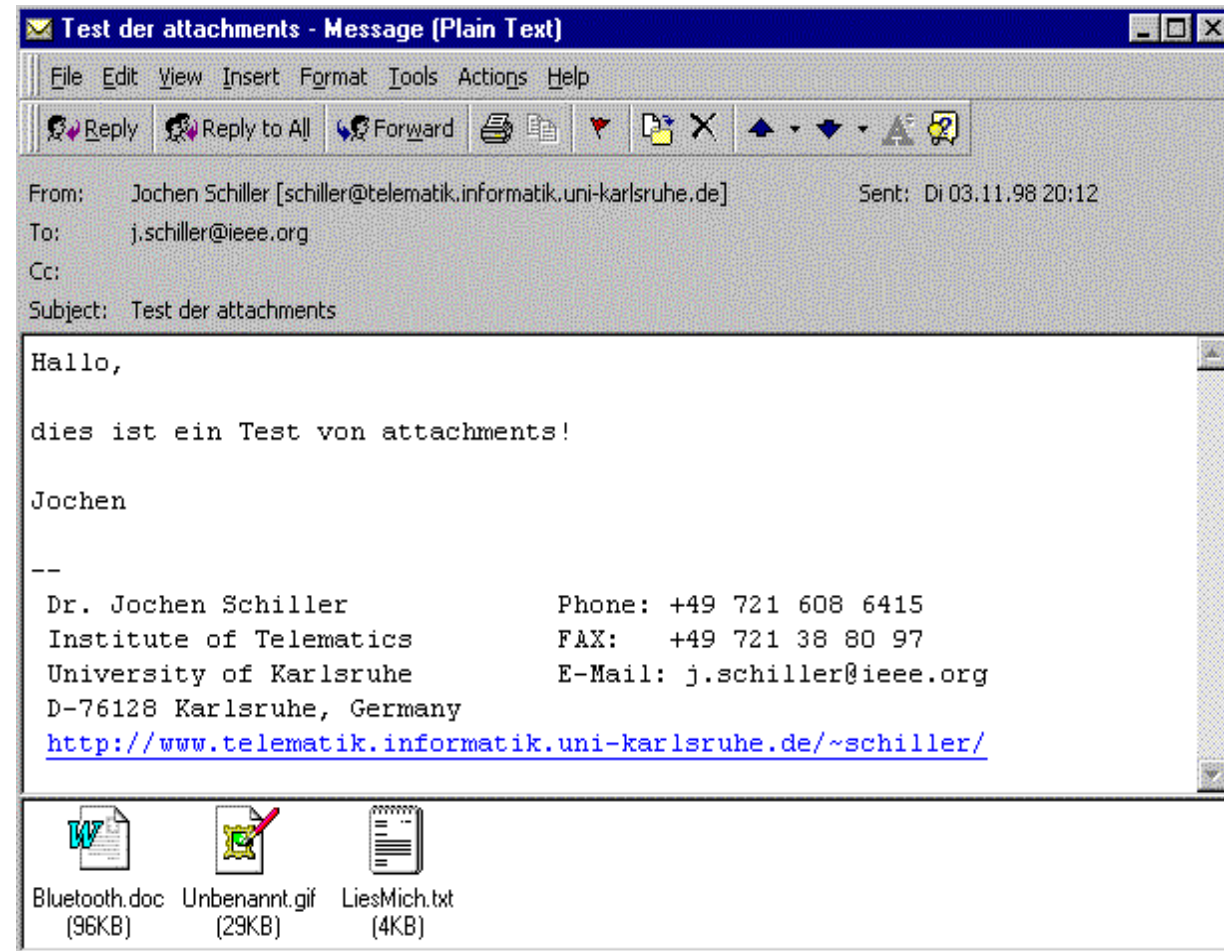 Test der attachments - Message (Plain Text)
File Edit View Insert Format Tools Actions Help
Reply Reply to All Forward
From: Jochen Schiller [schiller@telematik.informatik.uni-karlsruhe.de] Sent: Di 03.11.98 20:12
To: j.schiller@ieee.org
Cc:
Subject: Test der attachments
Hallo,
dies ist ein Test von attachments!
Jochen
--
Dr. Jochen Schiller Phone: +49 721 608 6415
Institute of Telematics FAX: +49 721 38 80 97
University of Karlsruhe E-Mail: j.schiller@ieee.org
D-76128 Karlsruhe, Germany
http://www.telematik.informatik.uni-karlsruhe.de/~schiller/
Bluetooth.doc Unbenannt.gif LiesMich.txt
(96KB) (29KB) (4KB)